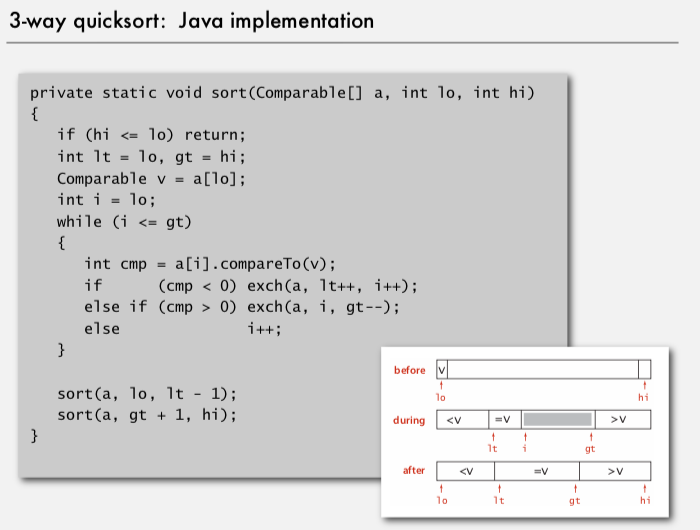 3-way quicksort: Java implementation
private static void sort(Comparable[] a, int lo, int hi)
{
   if (hi <= lo) return;
   int lt = lo, gt = hi;
   Comparable v = a[lo];
   int i = lo;
   while (i <= gt)
   {
      int cmp = a[i].compareTo(v);
      if      (cmp < 0) exch(a, lt++, i++);
      else if (cmp > 0) exch(a, i, gt--);
      else              i++;
   }
   sort(a, lo, lt - 1);
   sort(a, gt + 1, hi);
}
before v
lo hi
during <v =v >v
lt i gt
after <v =v >v
lo lt gt hi